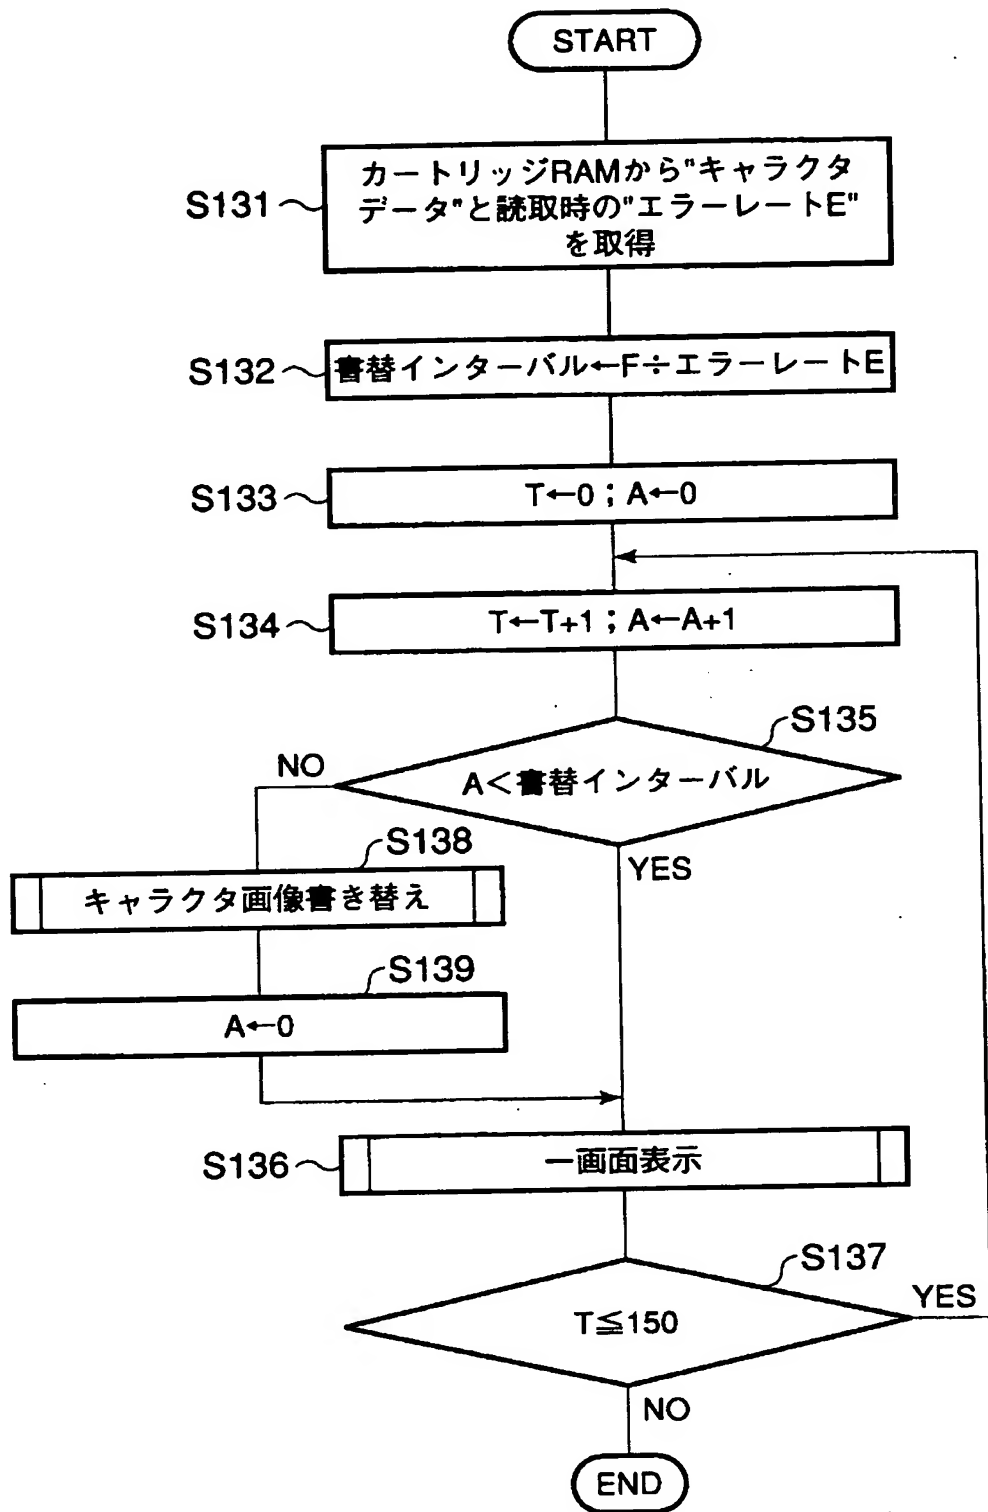 START
S131
カートリッジRAMから"キャラクタ
データ"と読取時の"エラーレートE"
を取得
S132
書替インターバル←F÷エラーレートE
S133
T←0；A←0
S134
T←T+1；A←A+1
S135
A＜書替インターバル
NO
YES
S138
キャラクタ画像書き替え
S139
A←0
S136
一画面表示
S137
T≦150
YES
NO
END